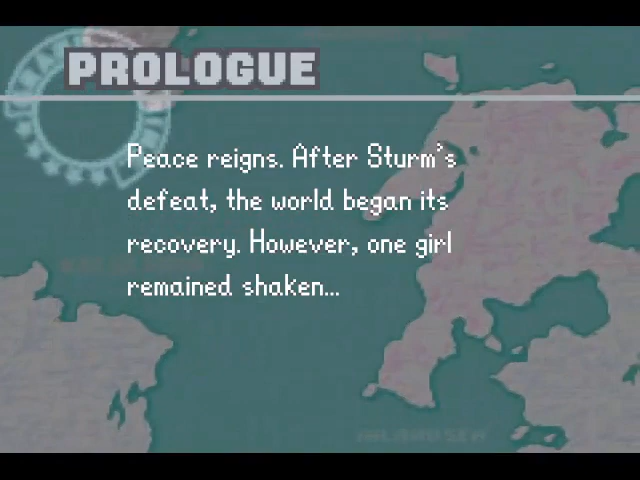 PROLOGUE
Peace reigns. After Sturm's
defeat, the world began its
recovery. However, one girl
remained shaken...